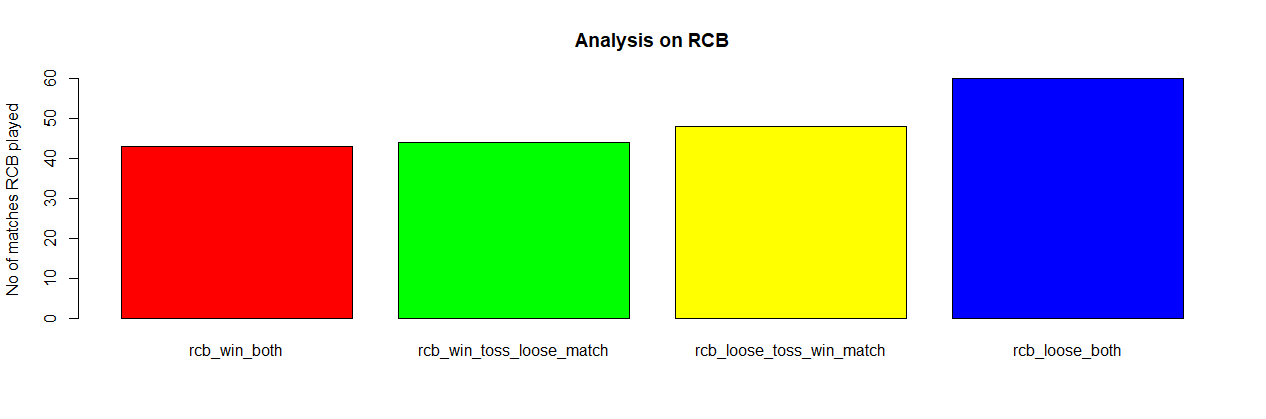 Analysis on RCB
No of matches RCB played
60
50
40
30
20
10
0
rcb_win_both
rcb_win_toss_loose_match
rcb_loose_toss_win_match
rcb_loose_both